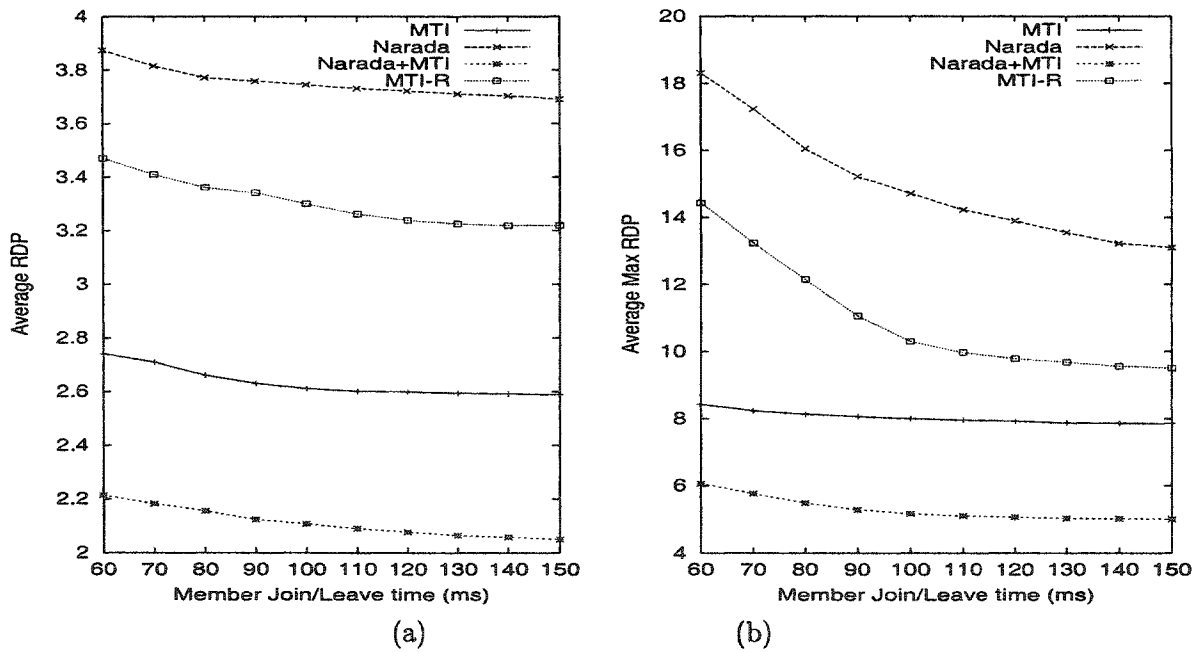 4
3.8
3.6
3.4
3.2
3
2.8
2.6
2.4
2.2
2
Average RDP
MTI
Narada
Narada+MTI
MTI-R
60 70 80 90 100 110 120 130 140 150
Member Join/Leave time (ms)
(a)
20
18
16
14
12
10
8
6
4
Average Max RDP
MTI
Narada
Narada+MTI
MTI-R
60 70 80 90 100 110 120 130 140 150
Member Join/Leave time (ms)
(b)